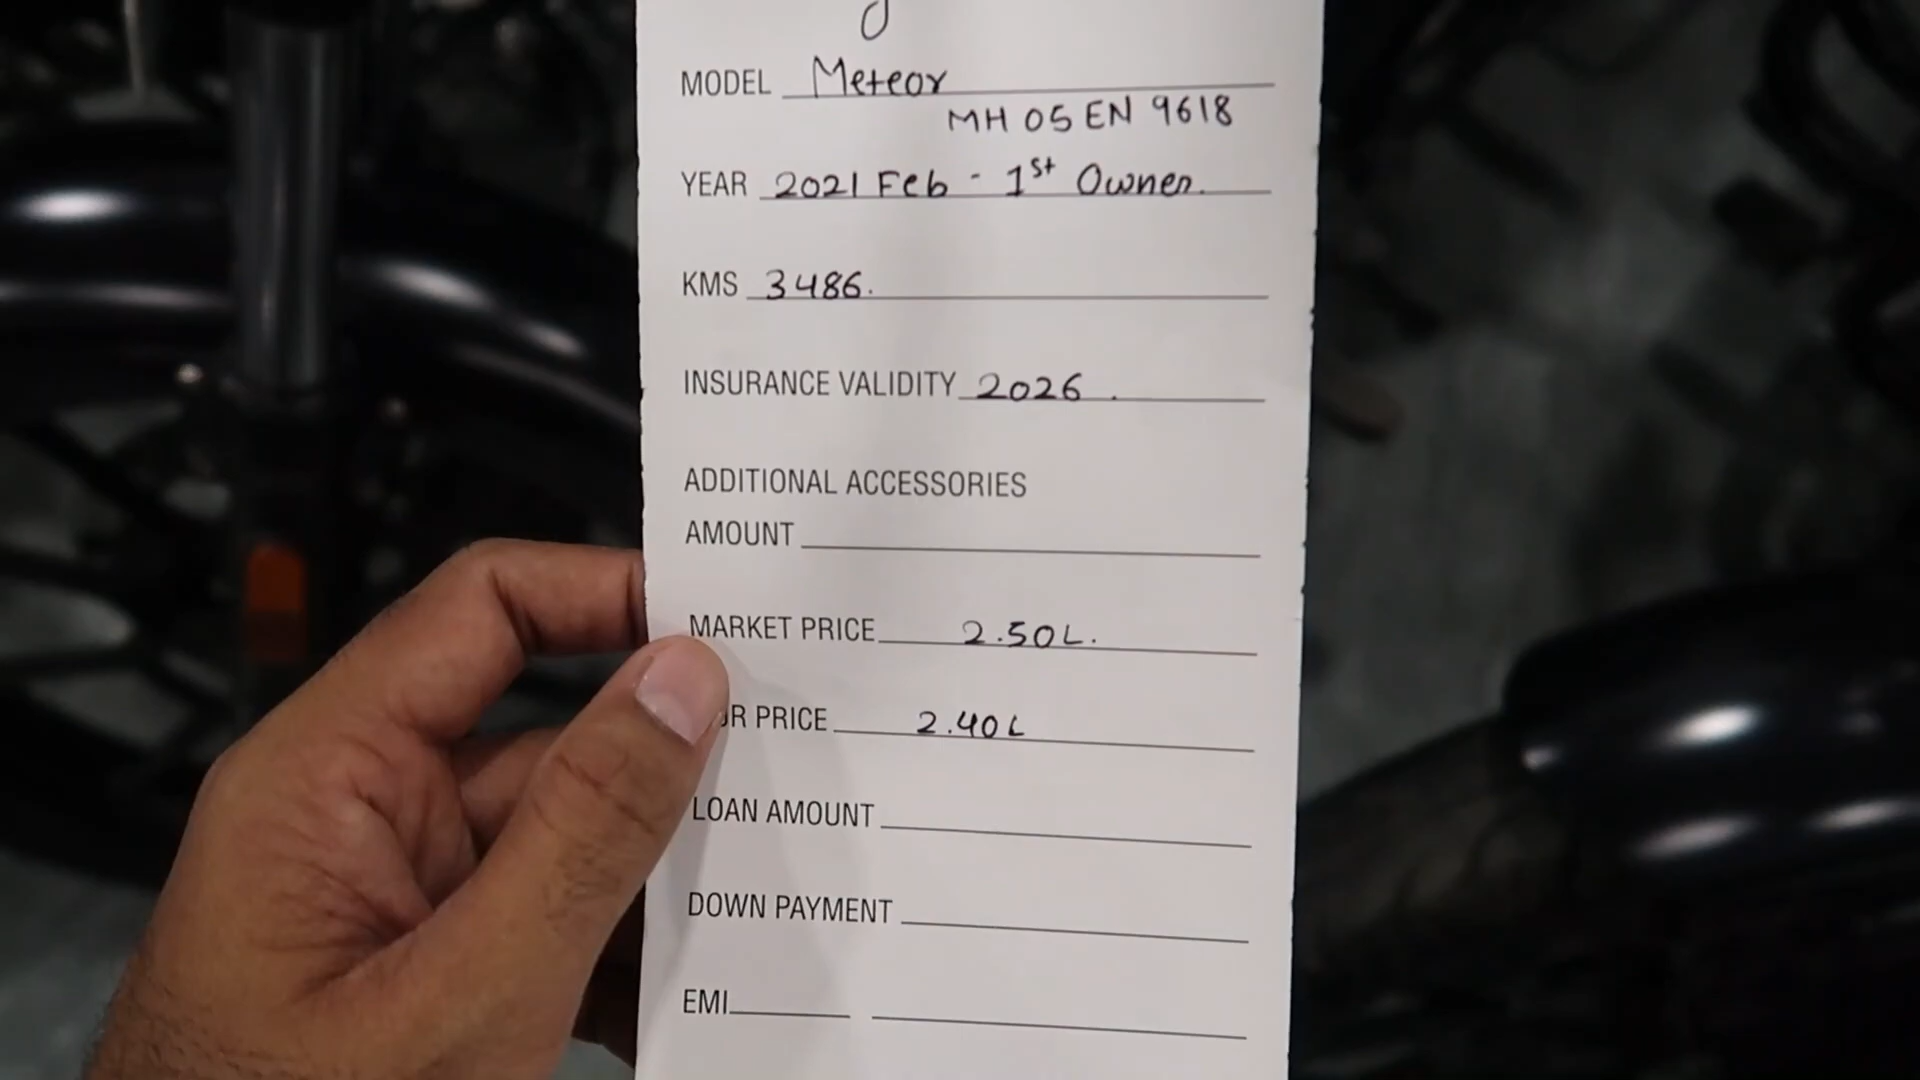 MODEL Meteor
MH 05 EN 9618
YEAR 2021 Feb - 1st Owner.
KMS 3486.
INSURANCE VALIDITY 2026.
ADDITIONAL ACCESSORIES
AMOUNT
MARKET PRICE 2.50L.
PRICE 2.40L
LOAN AMOUNT
DOWN PAYMENT
EMI